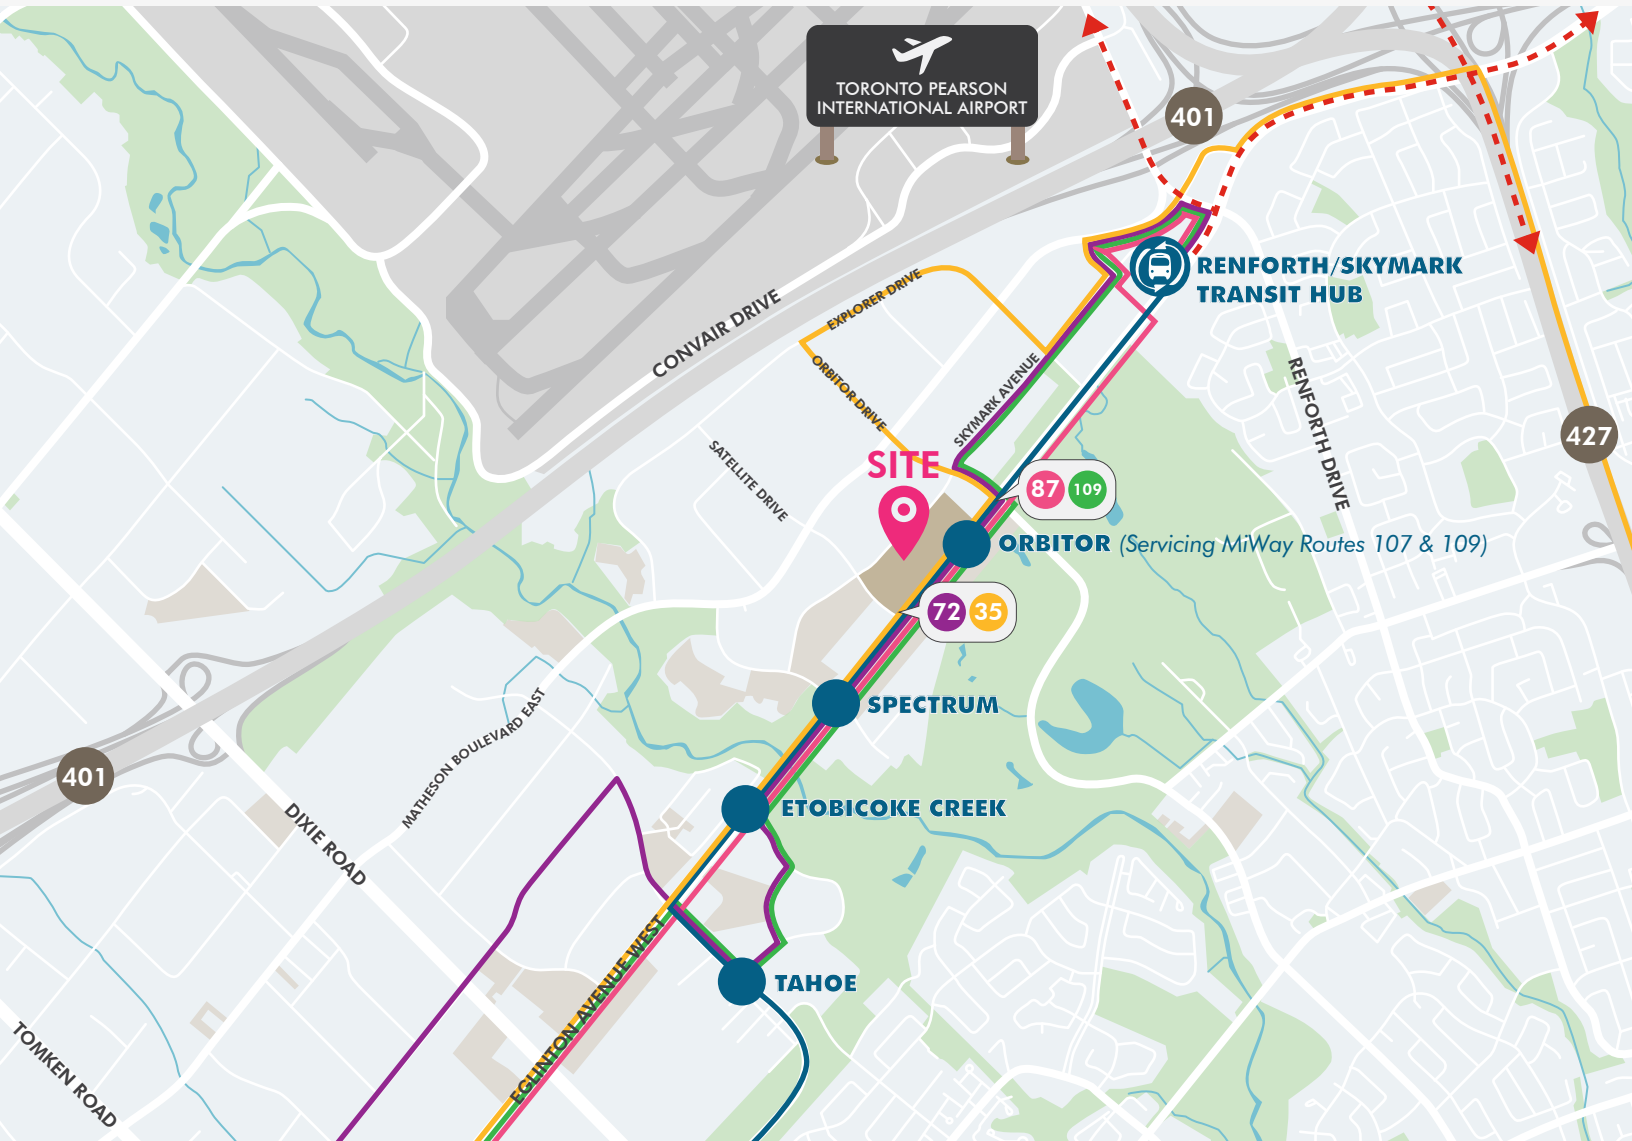 TORONTO PEARSON
INTERNATIONAL AIRPORT
401
RENFORTH/SKYMARK
TRANSIT HUB
EXPLORER DRIVE
CONVAIR DRIVE
ORBITOR DRIVE
SKYMARK AVENUE
RENFORTH DRIVE
427
SATELLITE DRIVE
SITE
87 109
ORBITOR (Servicing MiWay Routes 107 & 109)
72 35
SPECTRUM
MATHESON BOULEVARD EAST
401
ETOBICOKE CREEK
DIXIE ROAD
EGLINTON AVENUE WEST
TAHOE
TOMKEN ROAD